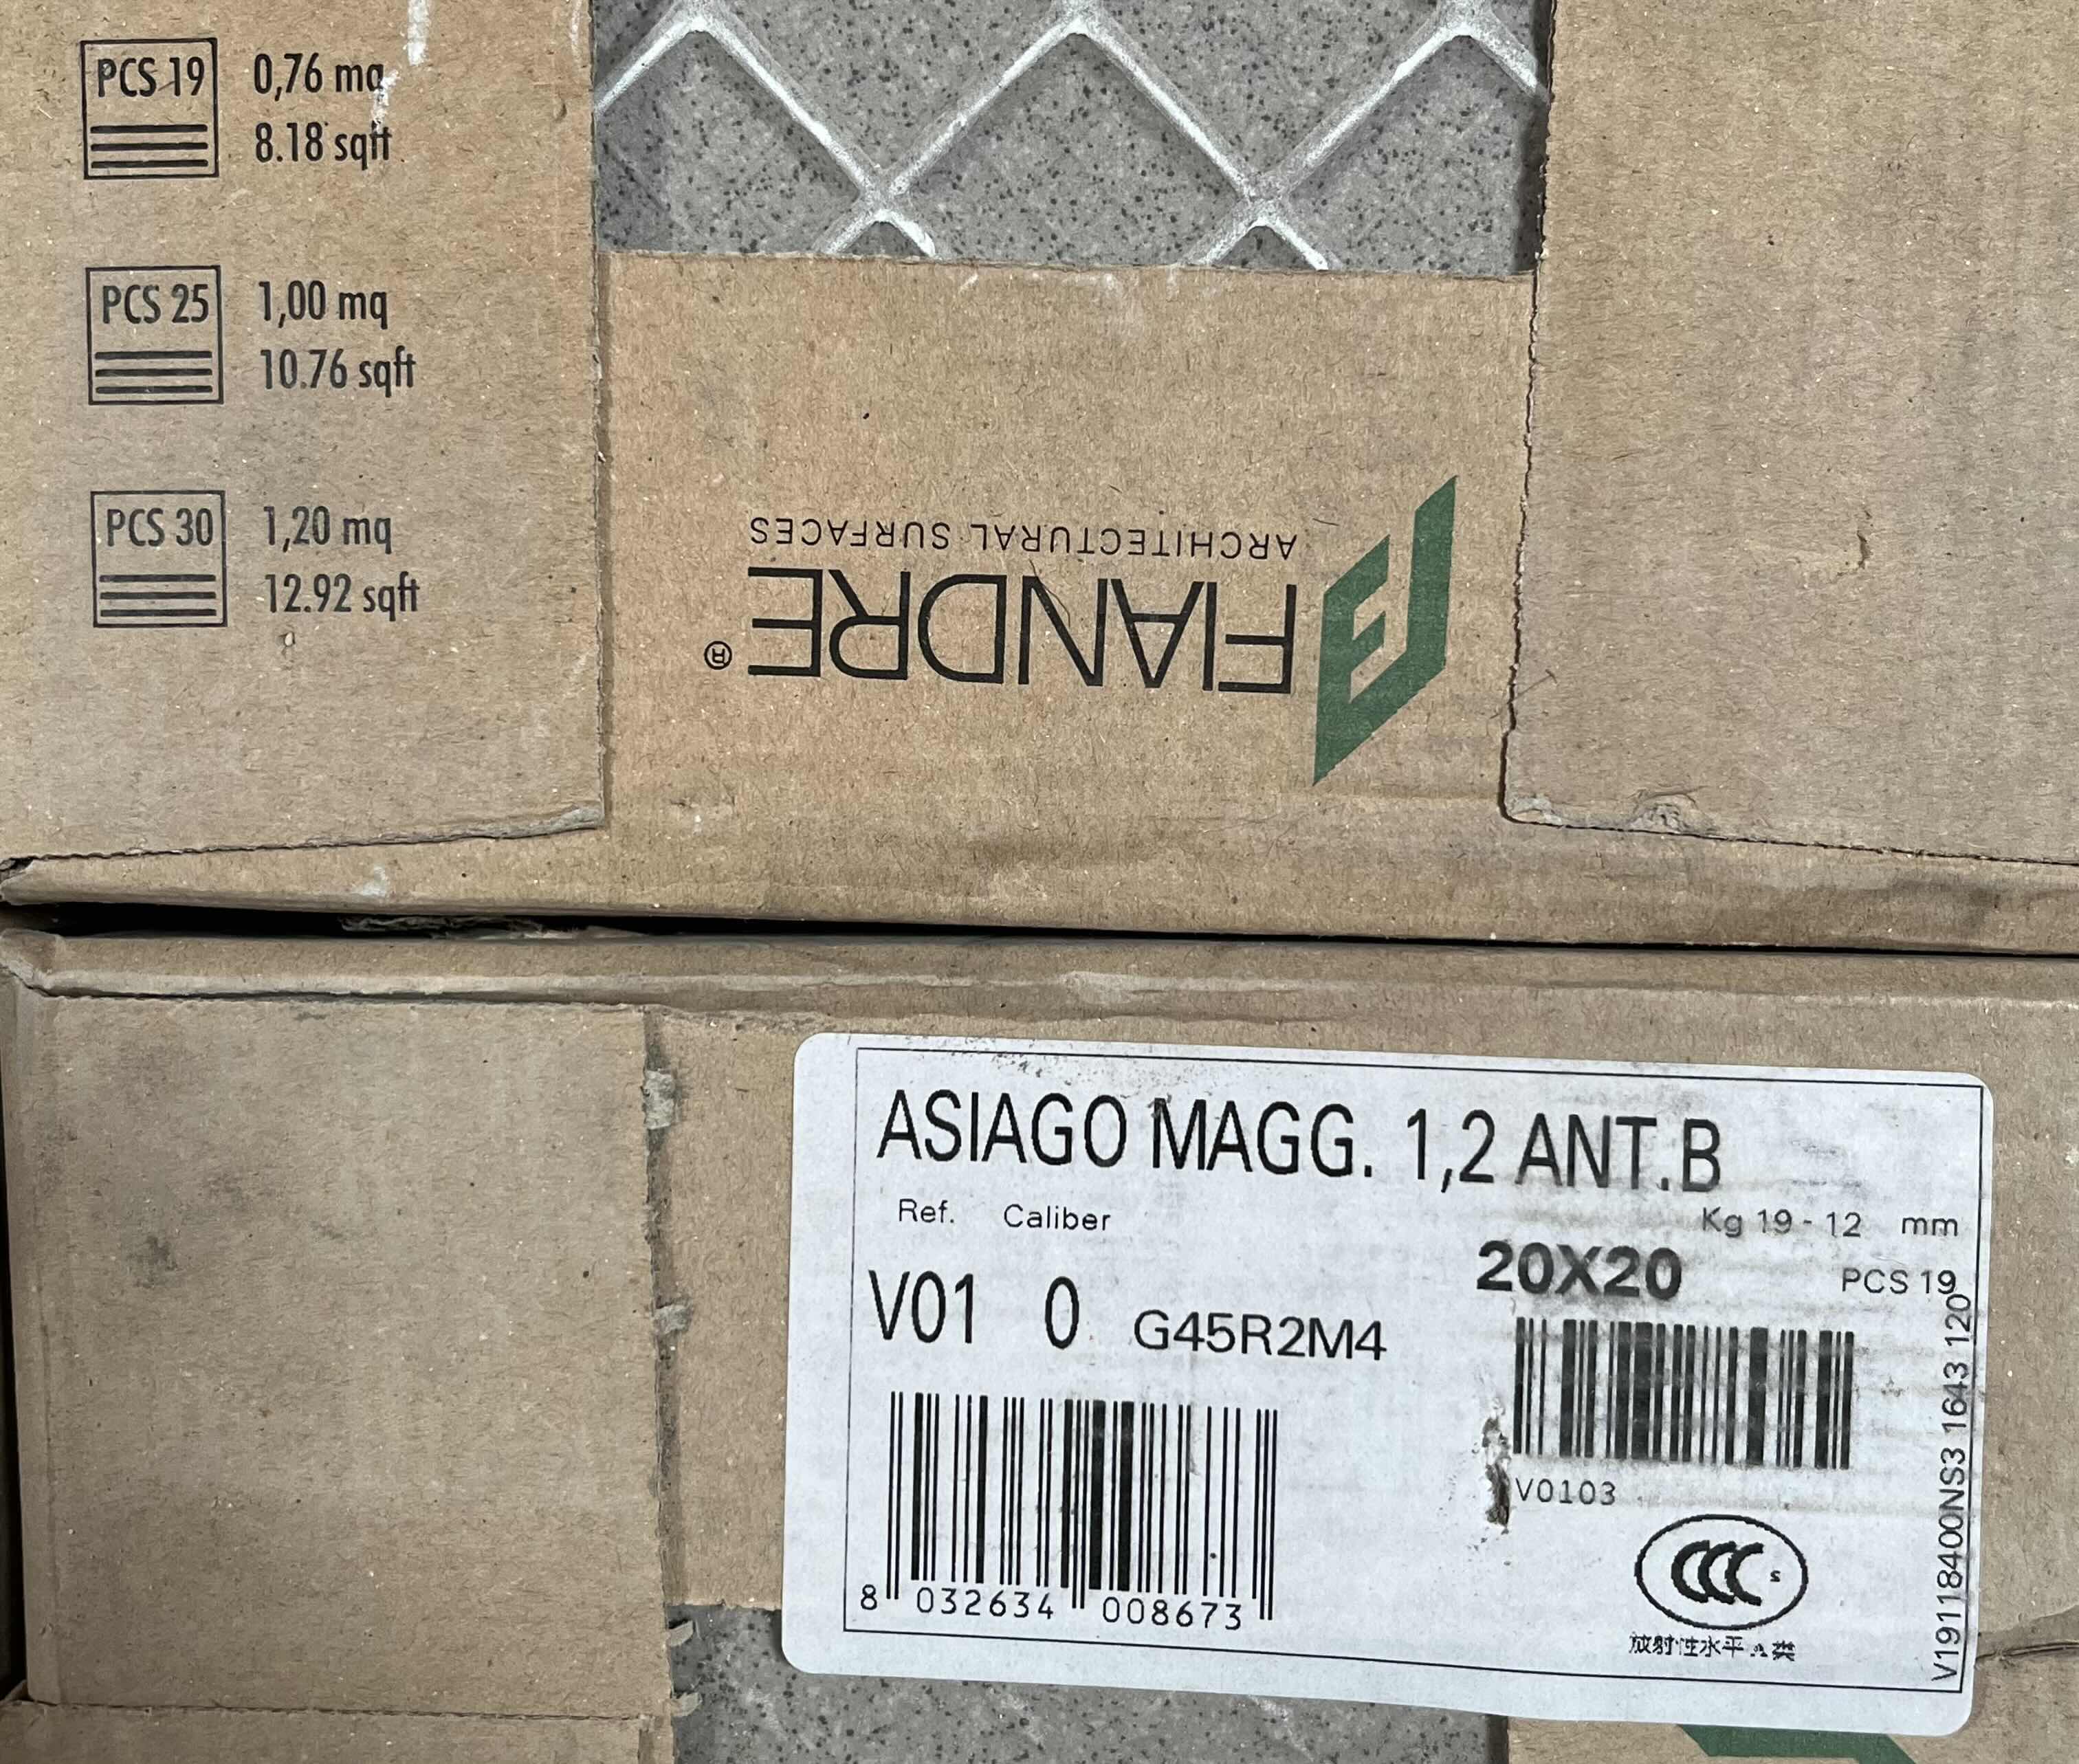 PCS 19 0,76 mq
8.18 sqft
PCS 25 1,00 mq
10.76 sqft
PCS 30 1,20 mq
12.92 sqft
FIANDRE®
ARCHITECTURAL SURFACES
ASIAGO MAGG. 1,2 ANT.B
Ref. Caliber Kg 19 - 12 mm
V01 0 G45R2M4 20X20 PCS 19
V0103
8 032634 008673
CCC S
放射性水平 A类
V19118400NS3 1643 120